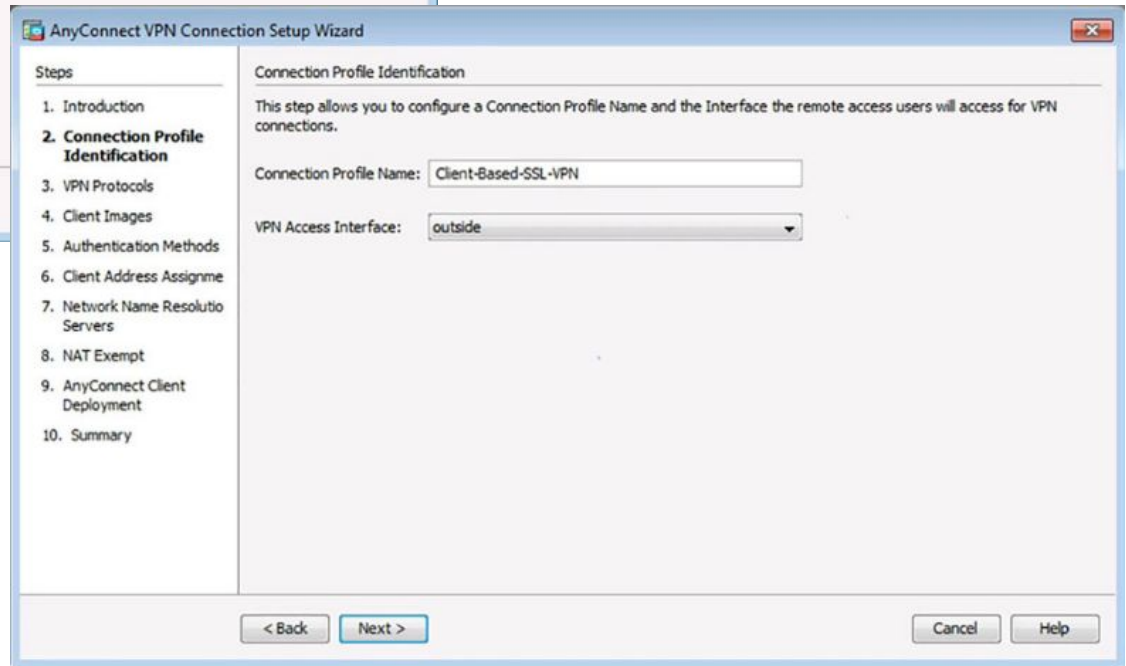 AnyConnect VPN Connection Setup Wizard
Steps
1. Introduction
2. Connection Profile
Identification
3. VPN Protocols
4. Client Images
5. Authentication Methods
6. Client Address Assignme
7. Network Name Resolutio
Servers
8. NAT Exempt
9. AnyConnect Client
Deployment
10. Summary
Connection Profile Identification
This step allows you to configure a Connection Profile Name and the Interface the remote access users will access for VPN
connections.
Connection Profile Name: Client-Based-SSL-VPN
VPN Access Interface: outside
< Back Next > Cancel Help